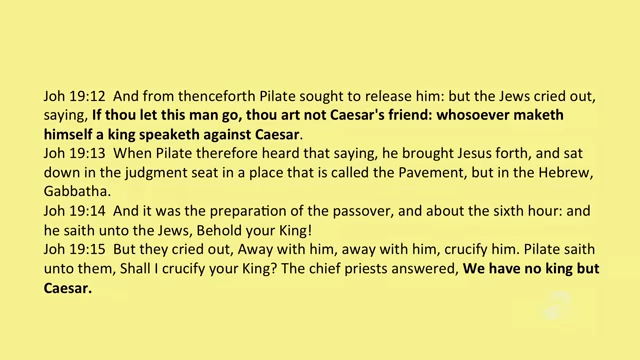 Joh 19:12  And from thenceforth Pilate sought to release him: but the Jews cried out,
saying, If thou let this man go, thou art not Caesar's friend: whosoever maketh
himself a king speaketh against Caesar.
Joh 19:13  When Pilate therefore heard that saying, he brought Jesus forth, and sat
down in the judgment seat in a place that is called the Pavement, but in the Hebrew,
Gabbatha.
Joh 19:14  And it was the preparation of the passover, and about the sixth hour: and
he saith unto the Jews, Behold your King!
Joh 19:15  But they cried out, Away with him, away with him, crucify him. Pilate saith
unto them, Shall I crucify your King? The chief priests answered, We have no king but
Caesar.